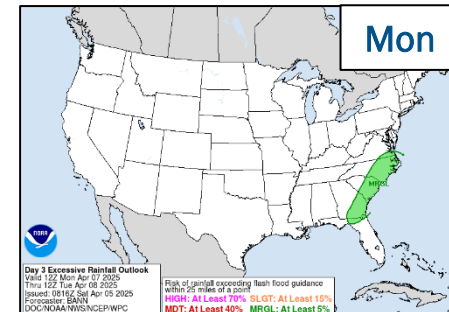 Mon
MRGL
NOAA
Day 3 Excessive Rainfall Outlook
Valid 12Z Mon Apr 07 2025
Thru 12Z Tue Apr 08 2025
Issued: 0816Z Sat Apr 05 2025
Forecaster: BANN
DOC/NOAA/NWS/NCEP/WPC
Risk of rainfall exceeding flash flood guidance
within 25 miles of a point
HIGH: At Least 70% SLGT: At Least 15%
MDT: At Least 40% MRGL: At Least 5%